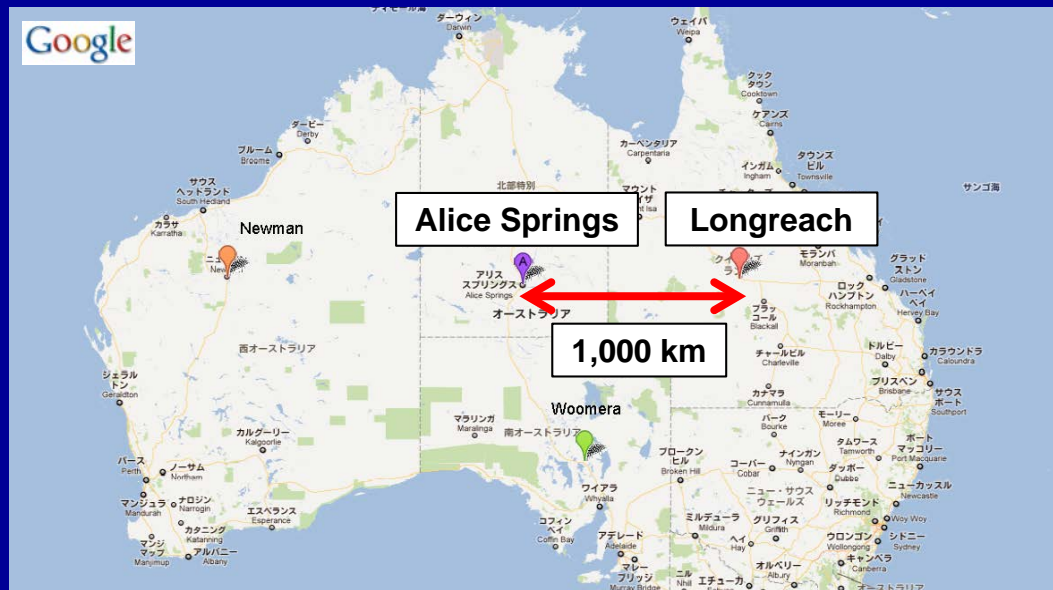 Google
ティモール海
ダーウィン
Darwin
ウェイパ
Weipa
クック
タウン
Cooktown
ケアンズ
Cairns
ダービー
Derby
ブルーム
Broome
カーペンタリア
Carpentaria
インガム
Ingham
タウンズ
ビル
Townsville
サンゴ海
サウス
ヘッドランド
South Hedland
北部特別
カラサ
Karratha
Newman
Alice Springs
Longreach
モランバ
Moranbah
グラッド
ストン
Gladstone
アリス
スプリングス
Alice Springs
ロック
ハンプトン
Rockhampton
ハーベイ
ベイ
Hervey Bay
オーストラリア
ブラッ
コール
Blackall
1,000 km
西オーストラリア
チャールビル
Charleville
ドルビー
Dalby
カラウンドラ
Caloundra
ジェラル
トン
Geraldton
カナマラ
Cunnamulla
ブリスベン
Brisbane
サウス
ポート
Southport
Woomera
マラリンガ
Maralinga
南オーストラリア
バーク
Bourke
モーリー
Moree
カルグーリー
Kalgoorlie
ブロークン
ヒル
Broken Hill
コーバー
Cobar
ナインガン
Nyngan
タムワース
Tamworth
ポート
マッコリー
Port Macquarie
パース
Perth
ノーサム
Northam
ワイアラ
Whyalla
ダッボー
Dubbo
ニュー・サウス
ウェールズ
ニューカッスル
Newcastle
マンジュラ
Mandurah
ナロジン
Narrogin
エスペランス
Esperance
リッチモンド
Richmond
カタニング
Katanning
コフィン
ベイ
Coffin Bay
アデレード
Adelaide
ミルデューラ
Mildura
グリフィス
Griffith
Woy Woy
ウロンゴン
Wollongong
シドニー
Sydney
マンジ
マップ
Manjimup
アルバニー
Albany
ヘイ
Hay
マレー
ブリッジ
Murray Bridge
キャンベラ
Canberra
オルベリー
Albury
ニル
Nhill
エチューカ
オーストラリア